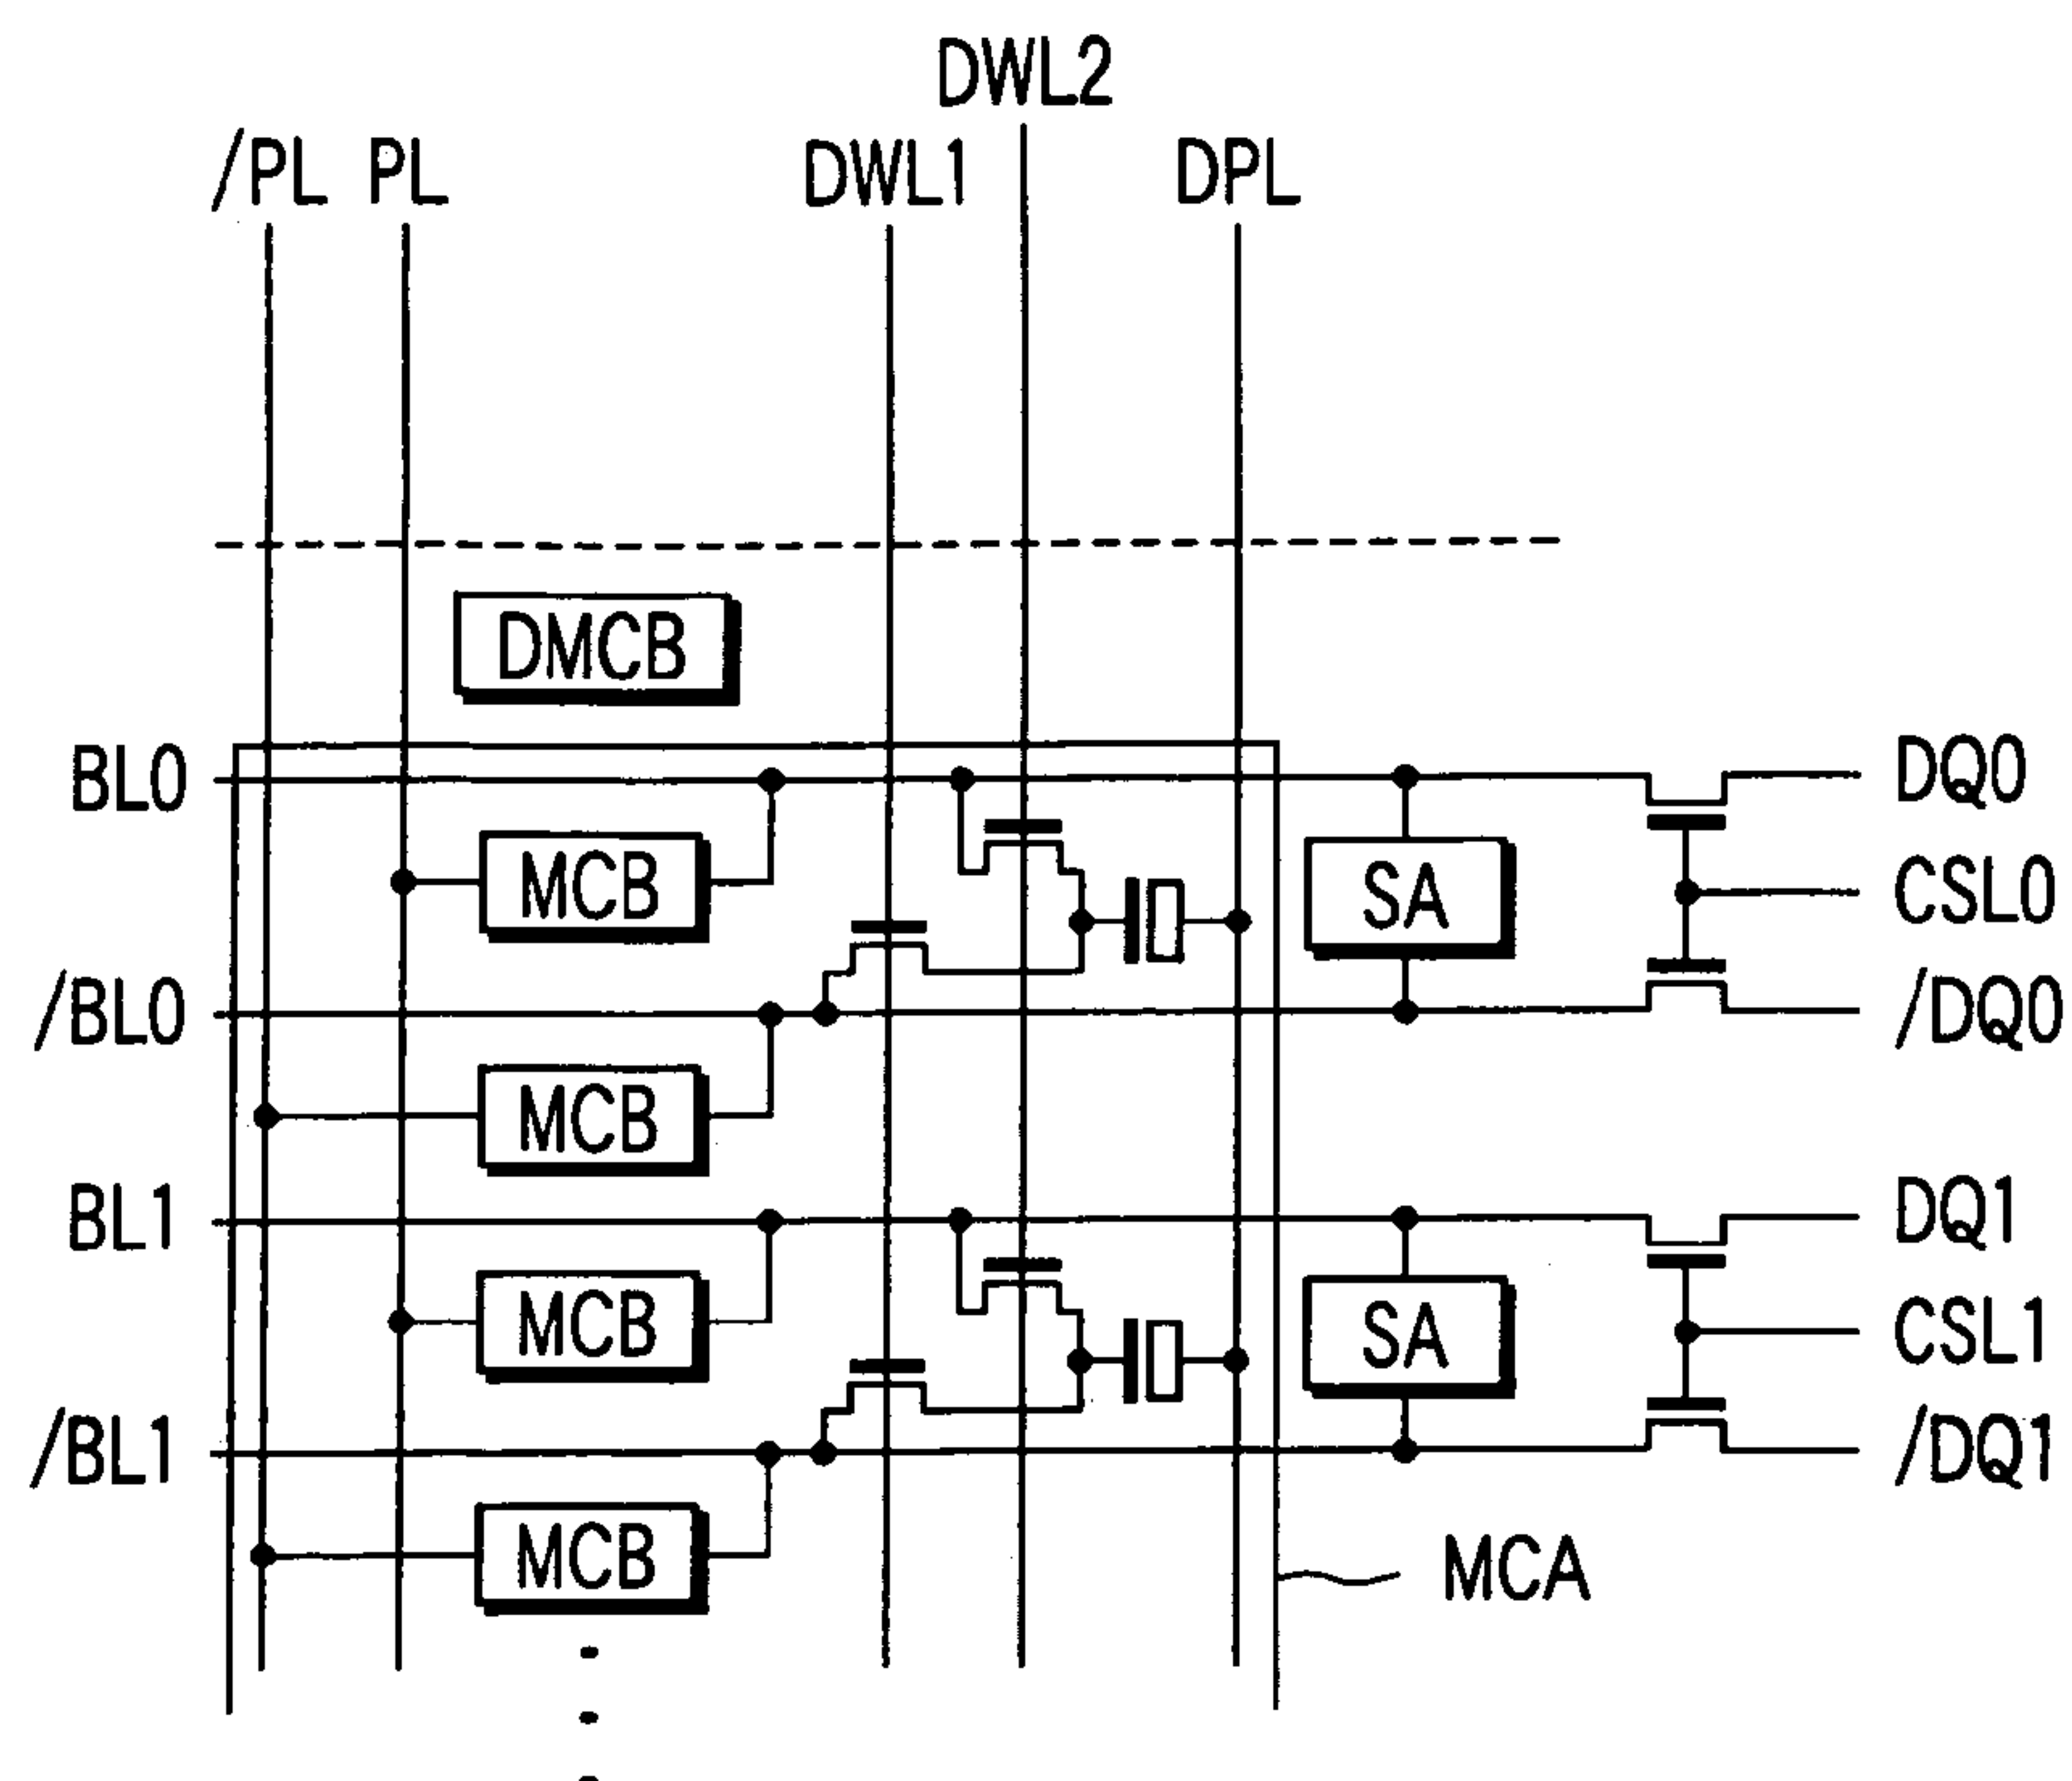 DWL2
/PL PL DWL1 DPL
DMCB
BL0
DQ0
MCB
SA
CSL0
/BL0
/DQ0
MCB
BL1
DQ1
MCB
SA
CSL1
/BL1
/DQ1
MCB
MCA